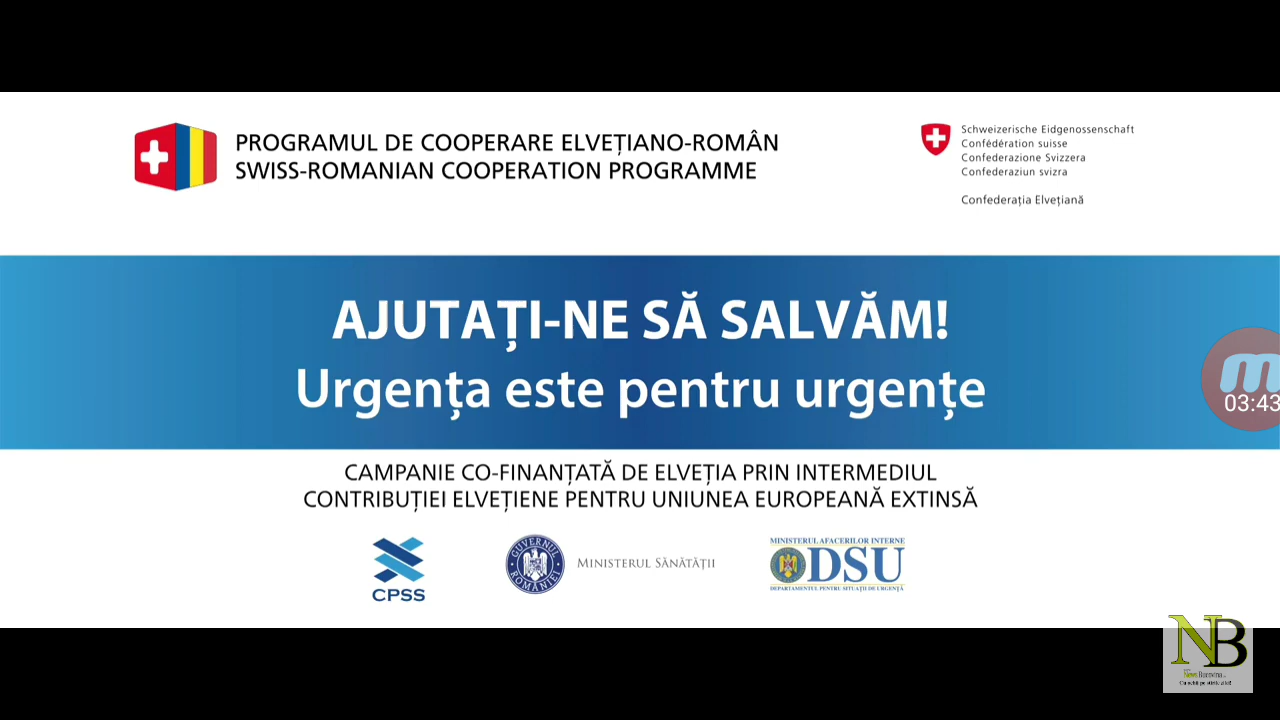 PROGRAMUL DE COOPERARE ELVEȚIANO-ROMÂN
SWISS-ROMANIAN COOPERATION PROGRAMME
Schweizerische Eidgenossenschaft
Confédération suisse
Confederazione Svizzera
Confederaziun svizra
Confederația Elvețiană
AJUTAȚI-NE SĂ SALVĂM!
Urgența este pentru urgențe
03:43
CAMPANIE CO-FINANȚATĂ DE ELVEȚIA PRIN INTERMEDIUL
CONTRIBUȚIEI ELVEȚIENE PENTRU UNIUNEA EUROPEANĂ EXTINSĂ
CPSS
GUVERNUL ROMÂNIEI
MINISTERUL SĂNĂTĂȚII
MINISTERUL AFACERILOR INTERNE
DSU
DEPARTAMENTUL PENTRU SITUAȚII DE URGENȚĂ
NB
News Bucovina